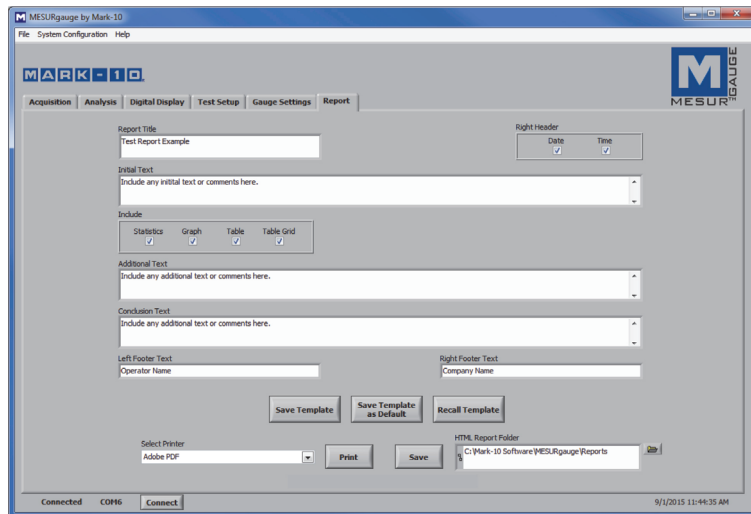 MESURgauge by Mark-10
File System Configuration Help
MARK-10
M
MESUR™GAUGE
Acquisition Analysis Digital Display Test Setup Gauge Settings Report
Report Title
Test Report Example
Right Header
Date Time
Initial Text
Include any initital text or comments here.
Include
Statistics Graph Table Table Grid
Additional Text
Include any additional text or comments here.
Conclusion Text
Include any additional text or comments here.
Left Footer Text Right Footer Text
Operator Name Company Name
Save Template Save Template as Default Recall Template
Select Printer
Adobe PDF
Print Save
HTML Report Folder
C:\Mark-10 Software\MESURgauge\Reports
Connected COM6 Connect 9/1/2015 11:44:35 AM